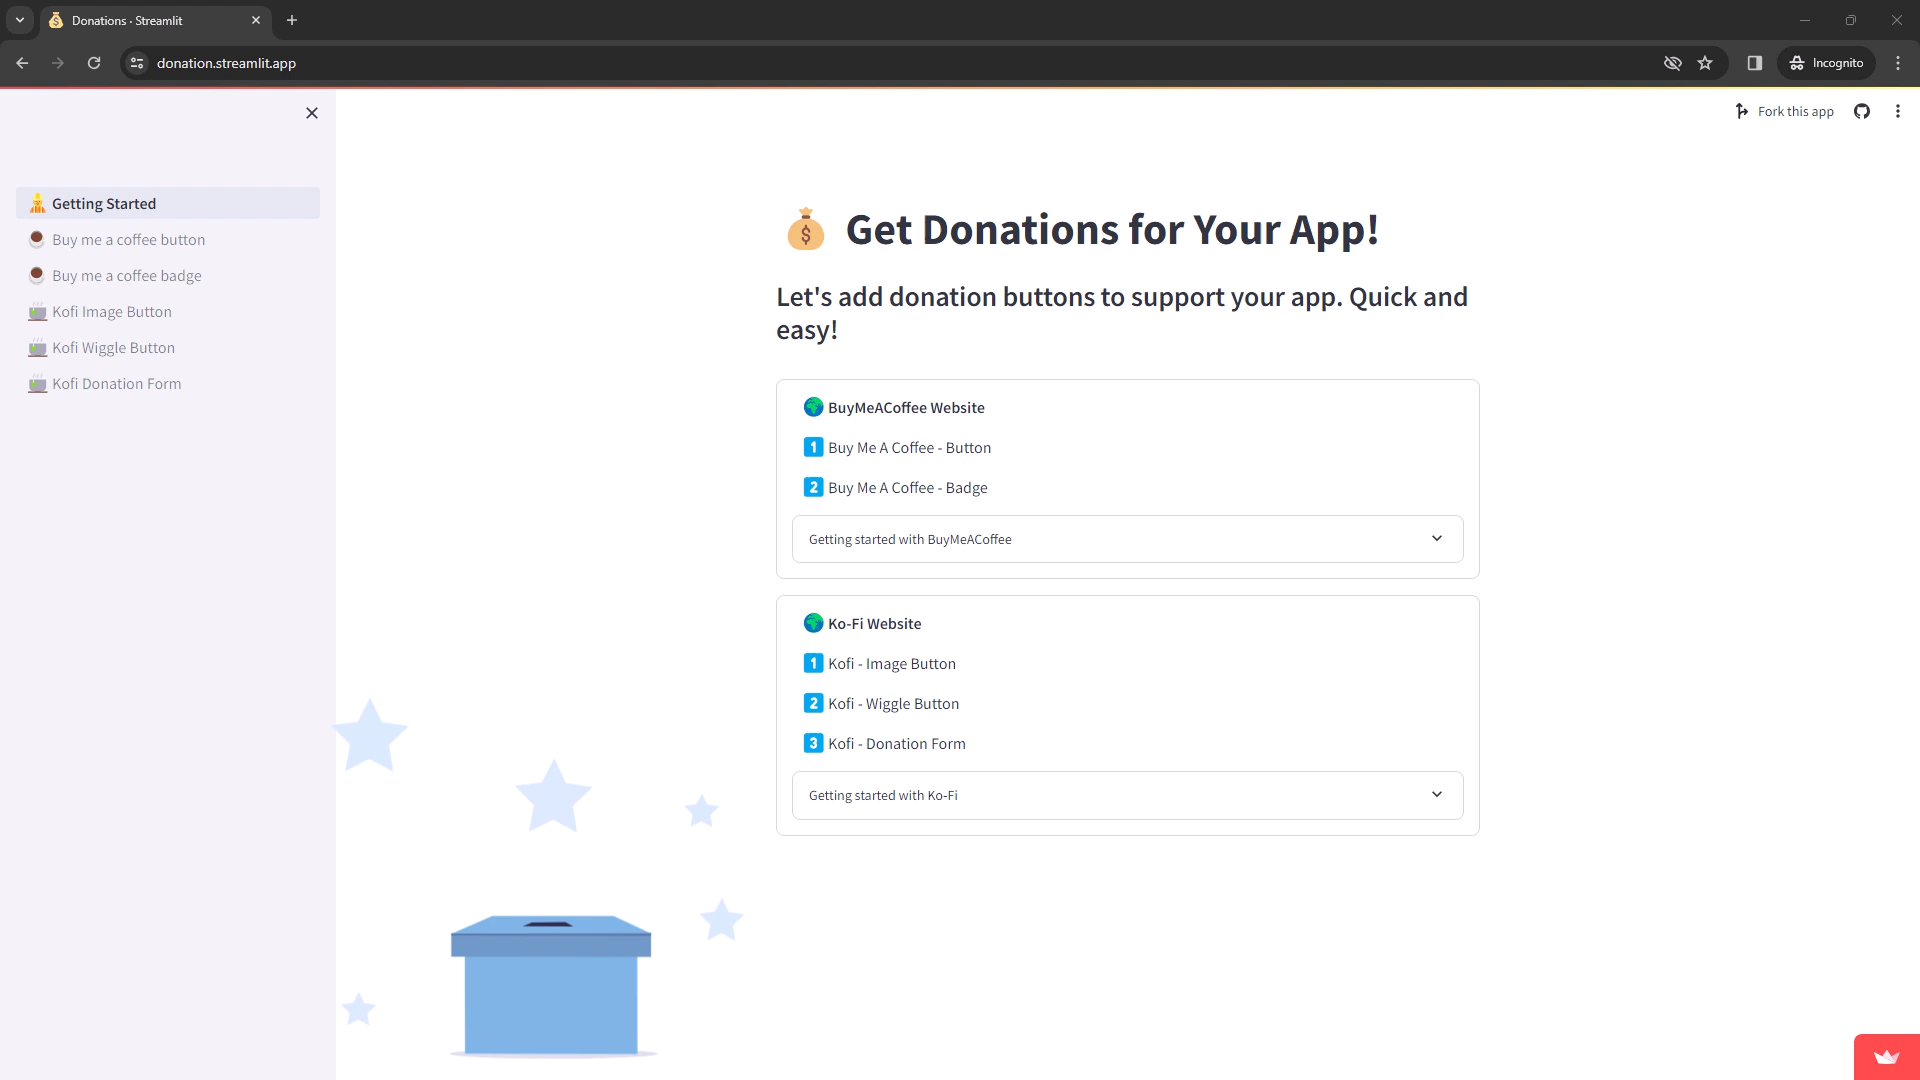 Donations · Streamlit
donation.streamlit.app
Incognito
Fork this app
Getting Started
Buy me a coffee button
Buy me a coffee badge
Kofi Image Button
Kofi Wiggle Button
Kofi Donation Form
Get Donations for Your App!
Let's add donation buttons to support your app. Quick and
easy!
BuyMeACoffee Website
1 Buy Me A Coffee - Button
2 Buy Me A Coffee - Badge
Getting started with BuyMeACoffee
Ko-Fi Website
1 Kofi - Image Button
2 Kofi - Wiggle Button
3 Kofi - Donation Form
Getting started with Ko-Fi